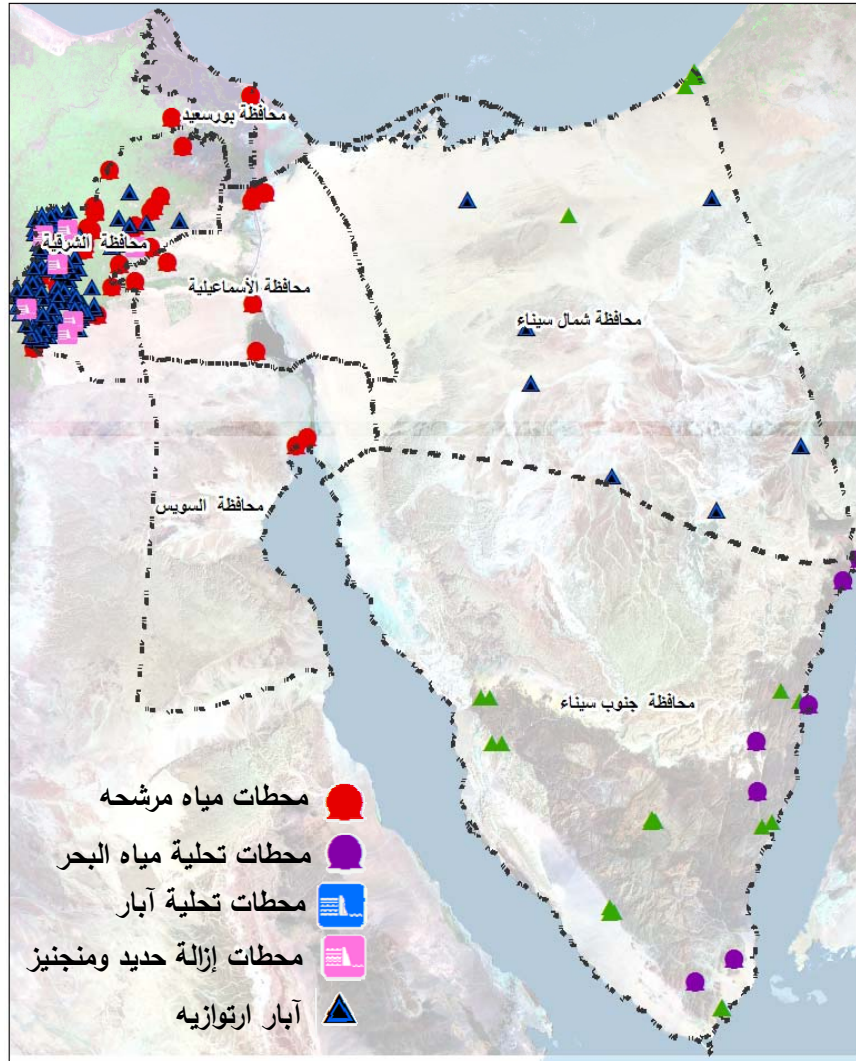 محافظة بورسعيد
محافظة الشرقية
محافظة الأسماعيلية
محافظة شمال سيناء
محافظة السويس
محافظة جنوب سيناء
محطات مياه مرشحه
محطات تحلية مياه البحر
محطات تحلية آبار
محطات إزالة حديد ومنجنيز
آبار ارتوازيه